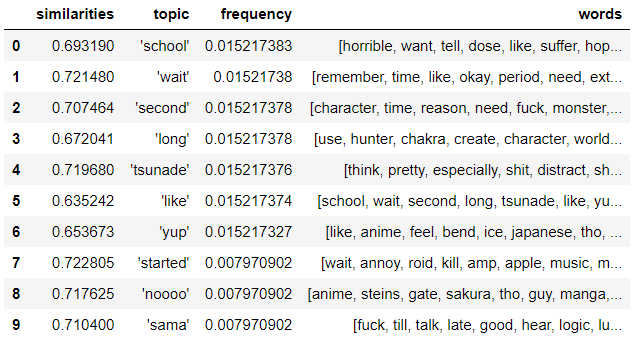 similarities topic frequency words
0 0.693190 'school' 0.015217383 [horrible, want, tell, dose, like, suffer, hop...
1 0.721480 'wait' 0.01521738 [remember, time, like, okay, period, need, ext...
2 0.707464 'second' 0.015217378 [character, time, reason, need, fuck, monster,...
3 0.672041 'long' 0.015217378 [use, hunter, chakra, create, character, world...
4 0.719680 'tsunade' 0.015217376 [think, pretty, especially, shit, distract, sh...
5 0.635242 'like' 0.015217374 [school, wait, second, long, tsunade, like, yu...
6 0.653673 'yup' 0.015217327 [like, anime, feel, bend, ice, japanese, tho, ...
7 0.722805 'started' 0.007970902 [wait, annoy, roid, kill, amp, apple, music, m...
8 0.717625 'noooo' 0.007970902 [anime, steins, gate, sakura, tho, guy, manga,...
9 0.710400 'sama' 0.007970902 [fuck, till, talk, late, good, hear, logic, lu...